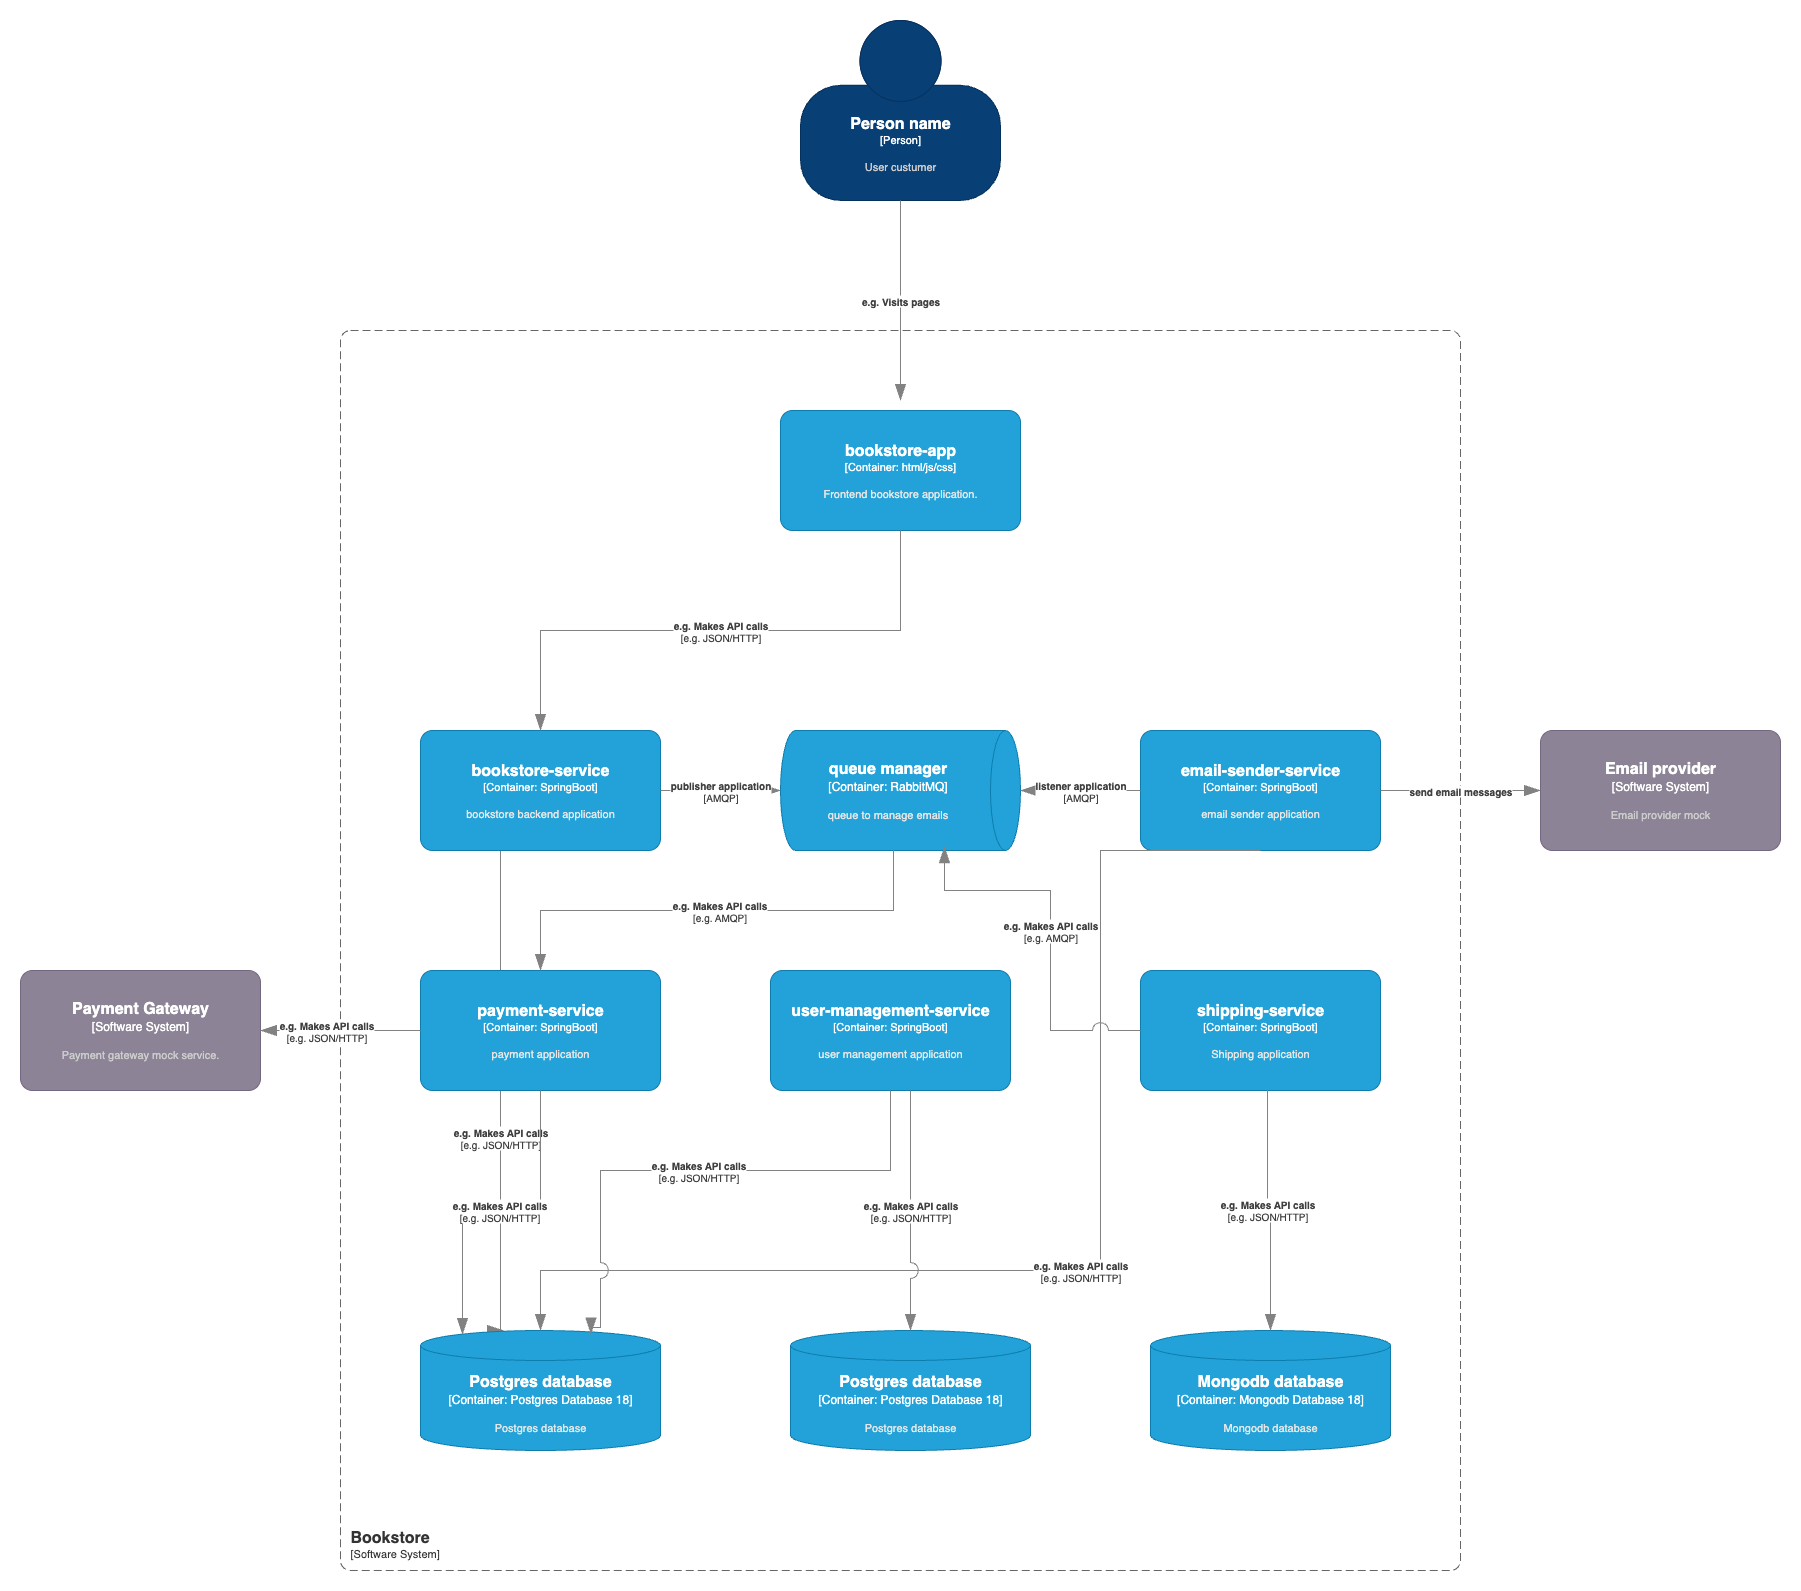 Person name
[Person]
User custumer
e.g. Visits pages
bookstore-app
[Container: html/js/css]
Frontend bookstore application.
e.g. Makes API calls
[e.g. JSON/HTTP]
bookstore-service
[Container: SpringBoot]
bookstore backend application
publisher application
[AMQP]
queue manager
[Container: RabbitMQ]
queue to manage emails
listener application
[AMQP]
email-sender-service
[Container: SpringBoot]
email sender application
send email messages
Email provider
[Software System]
Email provider mock
e.g. Makes API calls
[e.g. AMQP]
e.g. Makes API calls
[e.g. AMQP]
Payment Gateway
[Software System]
Payment gateway mock service.
e.g. Makes API calls
[e.g. JSON/HTTP]
payment-service
[Container: SpringBoot]
payment application
user-management-service
[Container: SpringBoot]
user management application
shipping-service
[Container: SpringBoot]
Shipping application
e.g. Makes API calls
[e.g. JSON/HTTP]
e.g. Makes API calls
[e.g. JSON/HTTP]
e.g. Makes API calls
[e.g. JSON/HTTP]
e.g. Makes API calls
[e.g. JSON/HTTP]
e.g. Makes API calls
[e.g. JSON/HTTP]
e.g. Makes API calls
[e.g. JSON/HTTP]
Postgres database
[Container: Postgres Database 18]
Postgres database
Postgres database
[Container: Postgres Database 18]
Postgres database
Mongodb database
[Container: Mongodb Database 18]
Mongodb database
Bookstore
[Software System]